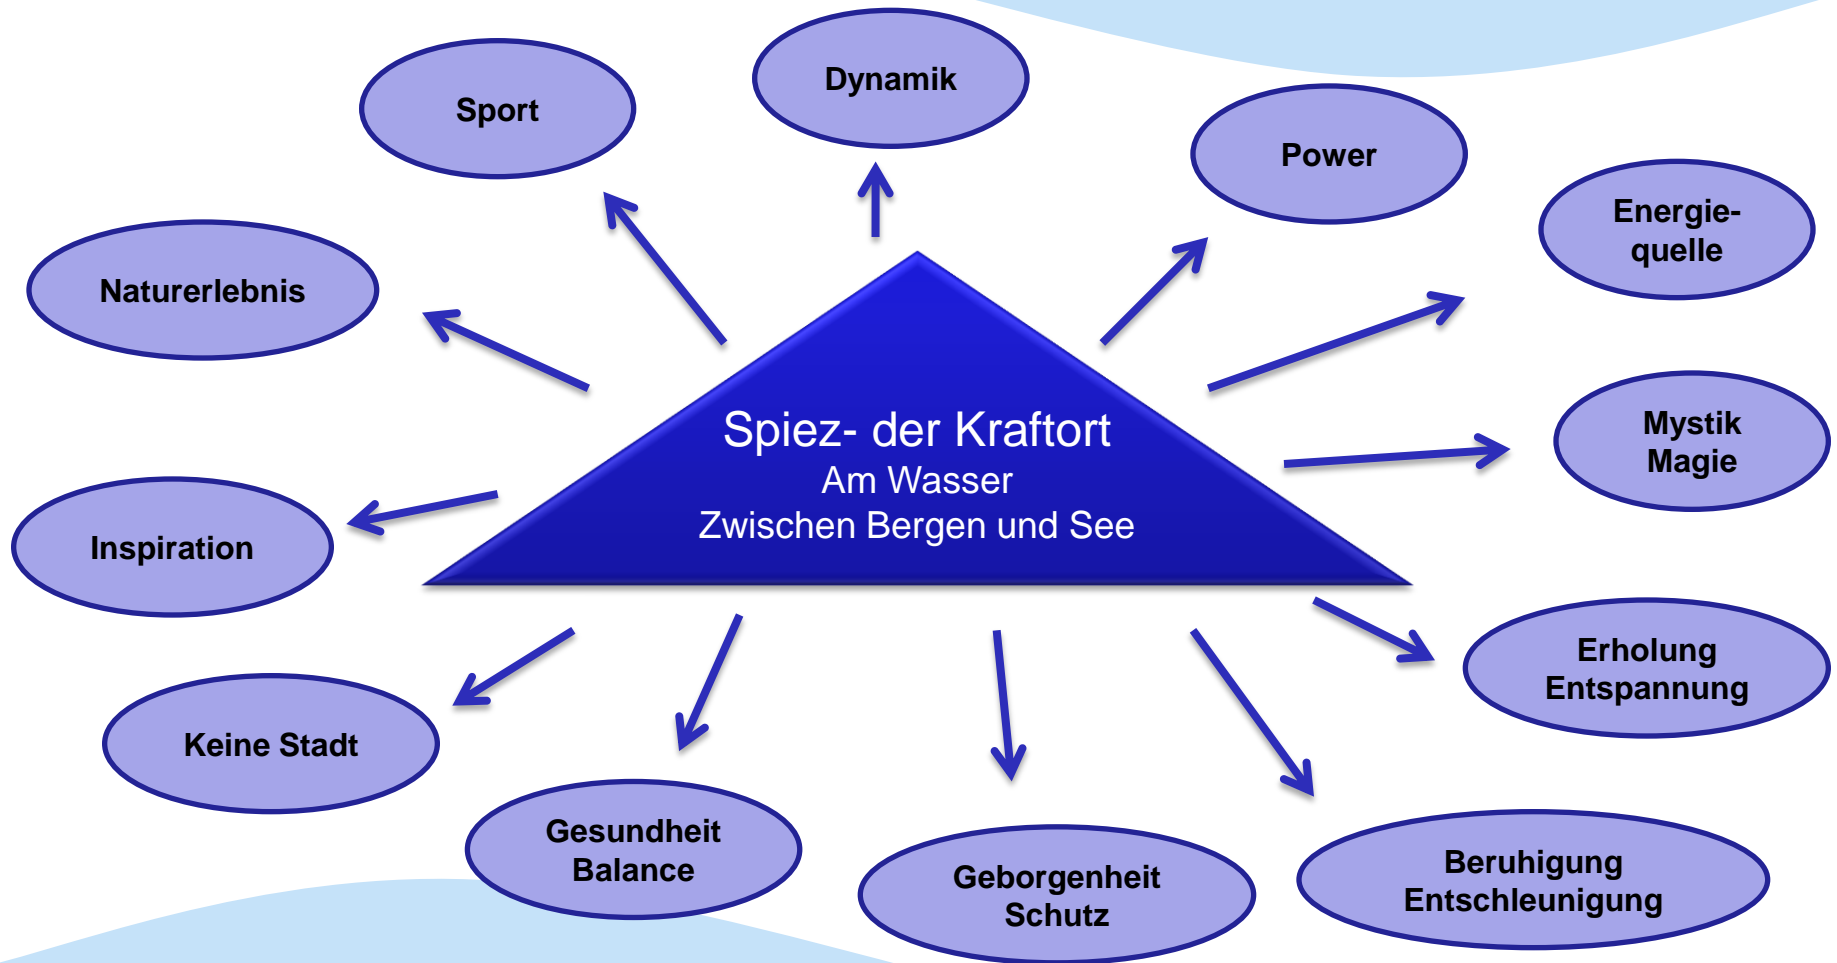 Dynamik
Sport
Power
Energie-
quelle
Naturerlebnis
Mystik
Magie
Spiez- der Kraftort
Am Wasser
Zwischen Bergen und See
Inspiration
Erholung
Entspannung
Keine Stadt
Gesundheit
Balance
Geborgenheit
Schutz
Beruhigung
Entschleunigung